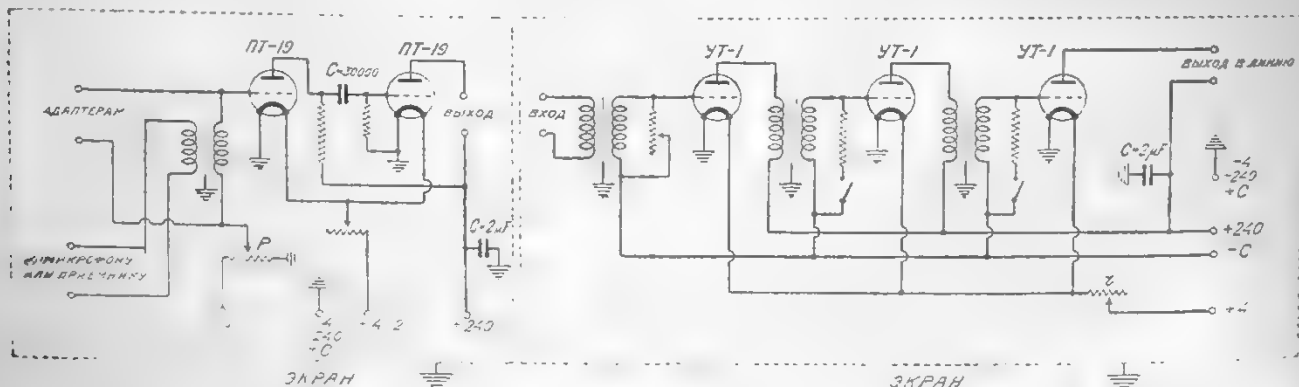 ПТ-19
ПТ-19
C=30000
АДАПТЕРАМ
ВЫХОД
P
C=2μF
МИКРОФОНУ
ИЛИ ПРИЕМНИКУ
-4
240
+C
+4 2
+240
ЭКРАН
УТ-1
УТ-1
УТ-1
ВЫХОД В ЛИНИЮ
ВХОД
C=2μF
-4
-240
+C
+240
-C
r
+4
ЭКРАН